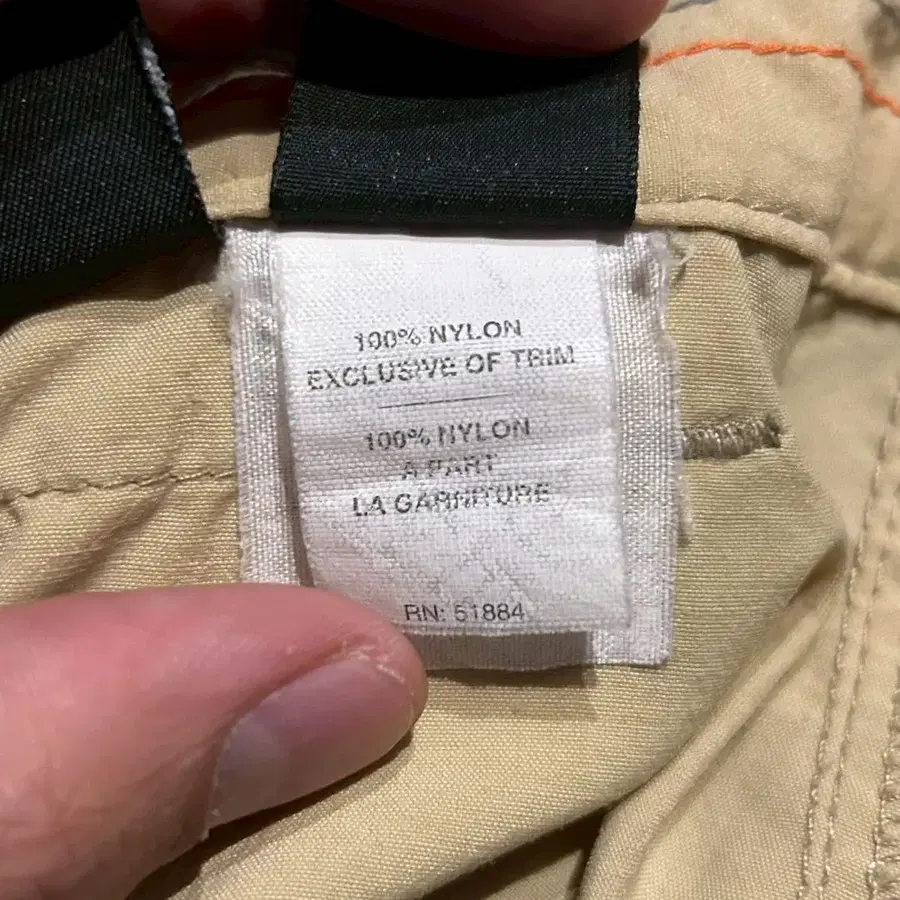 100% NYLON
EXCLUSIVE OF TRIM
100% NYLON
A PART
LA GARNITURE
RN: 51884